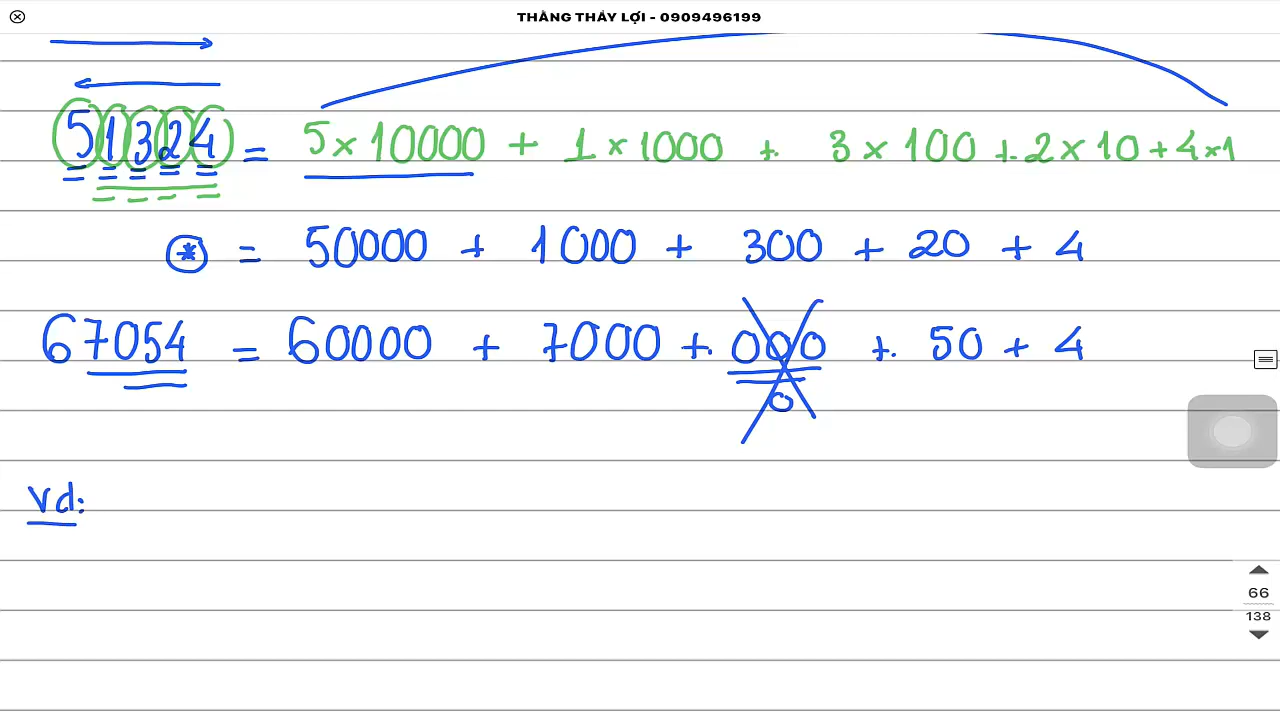 THẦNG THẦY LỢI - 0909496199
51324 = 5 x 10000 + 1 x 1000 + 3 x 100 + 2 x 10 + 4 x 1
* = 50000 + 1000 + 300 + 20 + 4
67054 = 60000 + 7000 + 000 + 50 + 4
0
Vd:
66
138